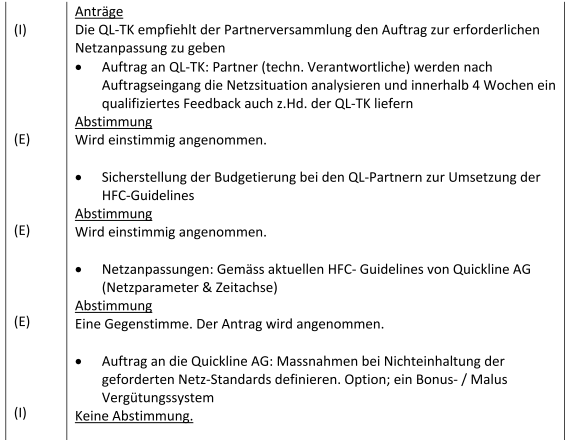 Anträge
(I) Die QL-TK empfiehlt der Partnerversammlung den Auftrag zur erforderlichen
Netzanpassung zu geben
• Auftrag an QL-TK: Partner (techn. Verantwortliche) werden nach
Auftragseingang die Netzsituation analysieren und innerhalb 4 Wochen ein
qualifiziertes Feedback auch z.Hd. der QL-TK liefern
Abstimmung
(E) Wird einstimmig angenommen.
• Sicherstellung der Budgetierung bei den QL-Partnern zur Umsetzung der
HFC-Guidelines
Abstimmung
(E) Wird einstimmig angenommen.
• Netzanpassungen: Gemäss aktuellen HFC- Guidelines von Quickline AG
(Netzparameter & Zeitachse)
Abstimmung
(E) Eine Gegenstimme. Der Antrag wird angenommen.
• Auftrag an die Quickline AG: Massnahmen bei Nichteinhaltung der
geforderten Netz-Standards definieren. Option; ein Bonus- / Malus
Vergütungssystem
(I) Keine Abstimmung.